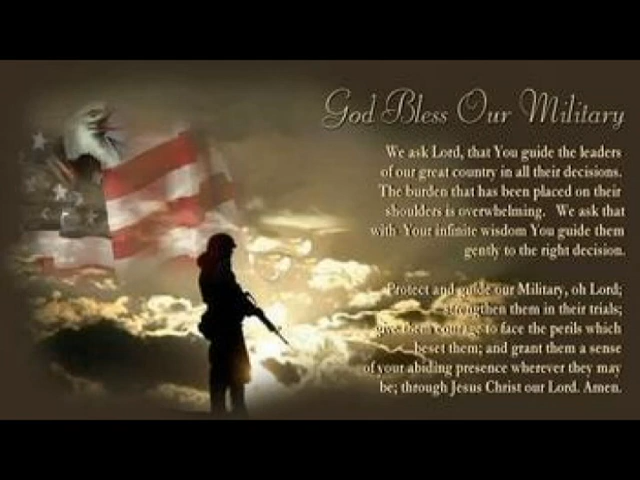 God Bless Our Military
We ask Lord, that You guide the leaders
of our great country in all their decisions.
The burden that has been placed on their
shoulders is overwhelming. We ask that
with Your infinite wisdom You guide them
gently to the right decision.
Protect and guide our Military, oh Lord;
strengthen them in their trials;
give them courage to face the perils which
beset them; and grant them a sense
of your abiding presence wherever they may
be; through Jesus Christ our Lord. Amen.